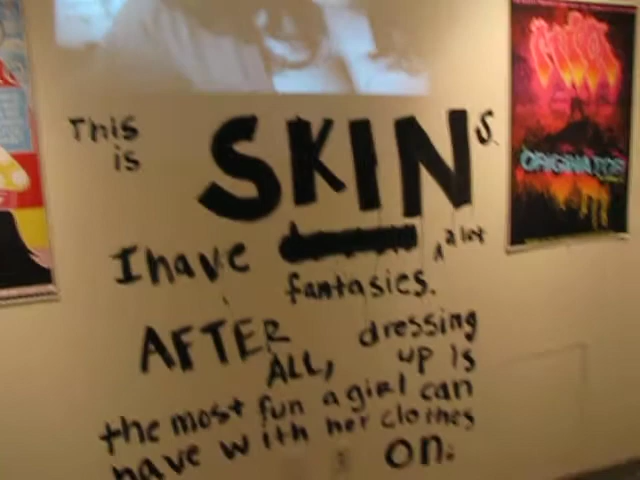 This
is
SKINs.
I have a lot
fantasies.
AFTER
ALL,
dressing
up is
the most fun a girl can
have with her clothes
on.
ORIGINATOR